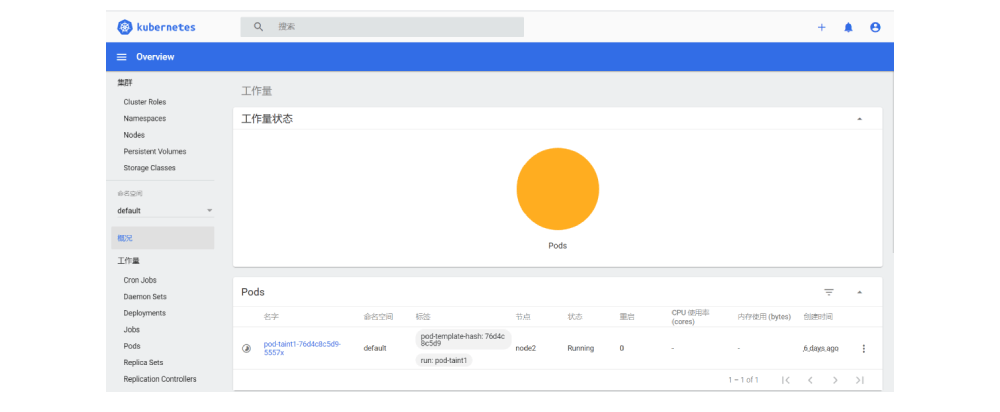 kubernetes
搜索
Overview
集群
Cluster Roles
Namespaces
Nodes
Persistent Volumes
Storage Classes
命名空间
default
概况
工作量
Cron Jobs
Daemon Sets
Deployments
Jobs
Pods
Replica Sets
Replication Controllers
工作量
工作量状态
Pods
Pods
名字 命名空间 标签 节点 状态 重启 CPU 使用率 (cores) 内存使用 (bytes) 创建时间
pod-taint1-76d4c8c5d9-
5557x
default
pod-template-hash: 76d4c
8c5d9
run: pod-taint1
node2
Running
0
-
-
6 days ago
1 – 1 of 1